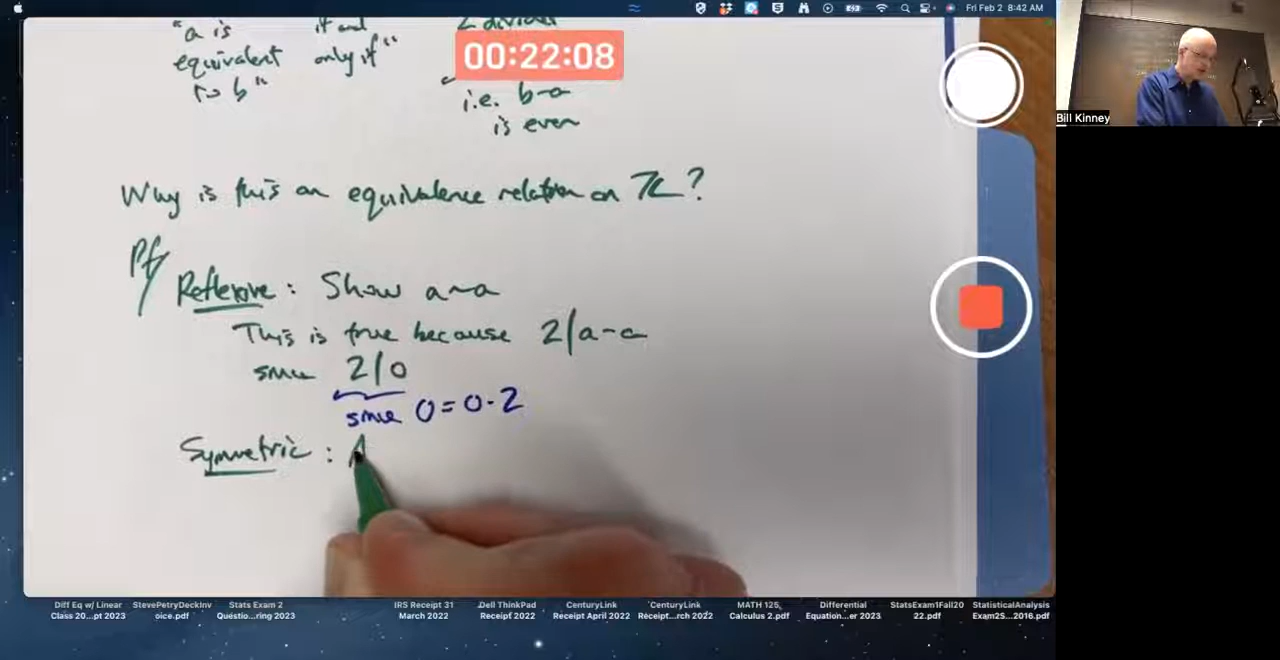 Fri Feb 2 8:42 AM
"a is it and 2 divides
00:22:08
equivalent only if"
to b"
i.e. b-a
is even
Bill Kinney
Why is this an equivalence relation on ℤ?
Pf/
Reflexive: Show a~a
This is true because 2|a-a
since 2|0
since 0=0·2
Symmetric: A
Diff Eq w/ Linear StevePetryDeckInv Stats Exam 2 IRS Receipt 31 Dell ThinkPad CenturyLink CenturyLink MATH 125, Differential StatsExam1Fall20 StatisticalAnalysis
Class 20...pt 2023 oice.pdf Questio...ring 2023 March 2022 Receipt 2022 Receipt April 2022 Receipt...rch 2022 Calculus 2.pdf Equation...er 2023 22.pdf Exam2S...2016.pdf